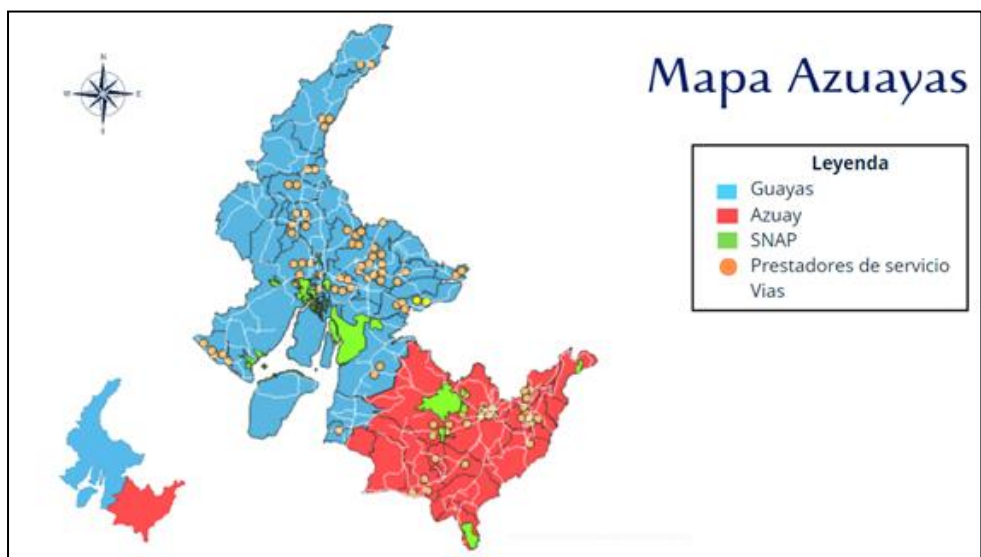 Mapa Azuayas
N
E
S
Leyenda
Guayas
Azuay
SNAP
Prestadores de servicio
Vias